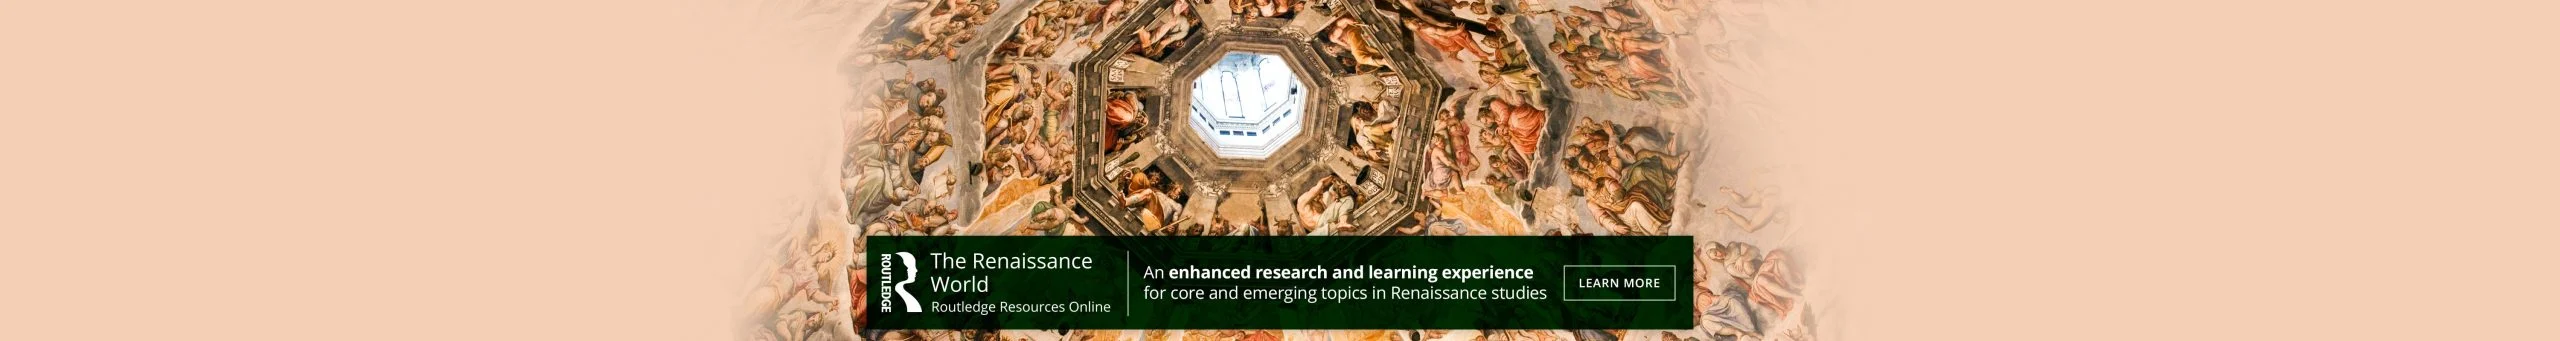 ROUTLEDGE
The Renaissance
World
Routledge Resources Online
An enhanced research and learning experience
for core and emerging topics in Renaissance studies
LEARN MORE